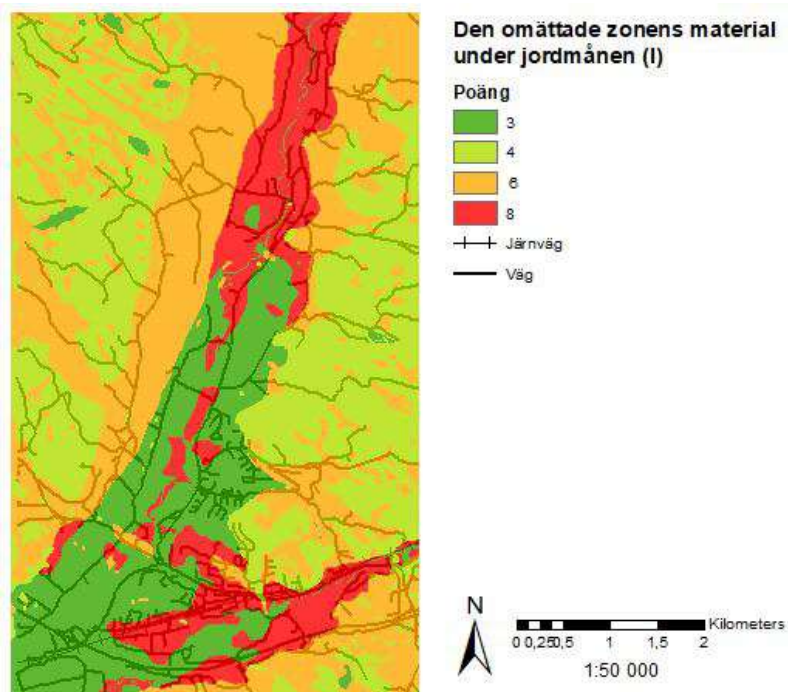 Den omättade zonens material
under jordmånen (I)
Poäng
3
4
6
8
Järnväg
Väg
N
Kilometers
0 0,25 0,5 1 1,5 2
1:50 000